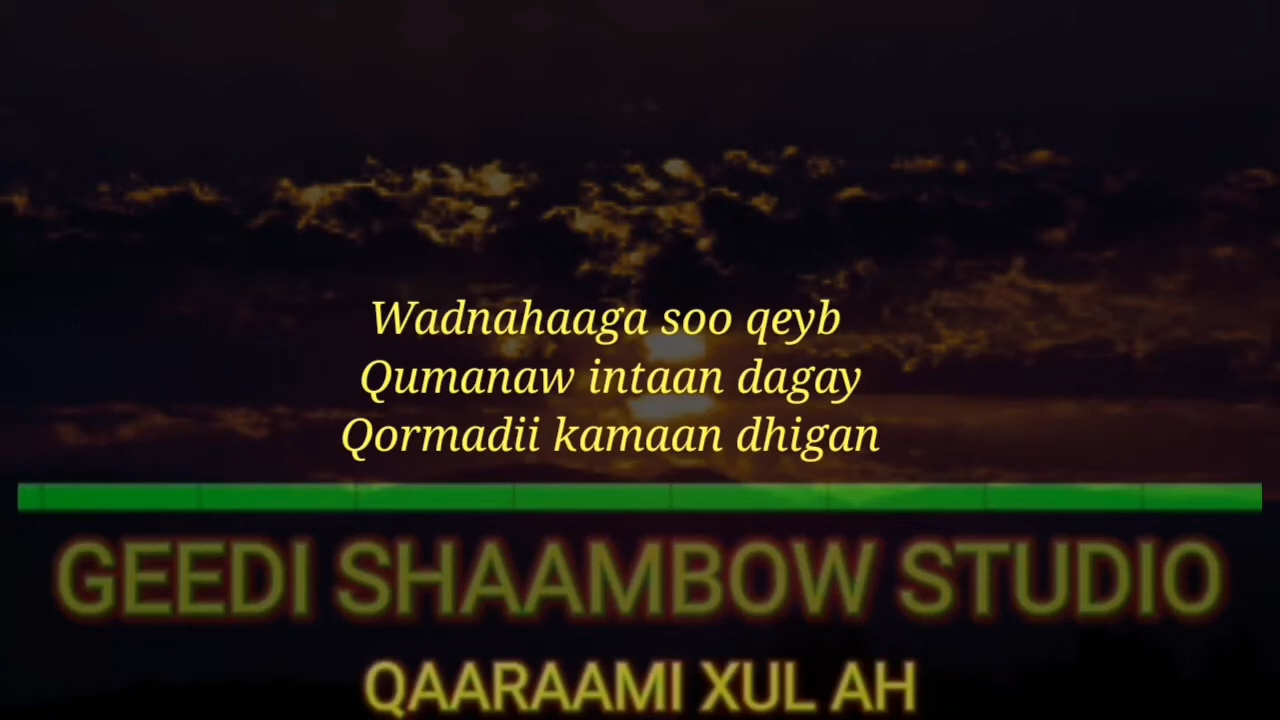 Wadnahaaga soo qeyb
Qumanaw intaan dagay
Qormadii kamaan dhigan
GEEDI SHAAMBOW STUDIO
QAARAAMI XUL AH